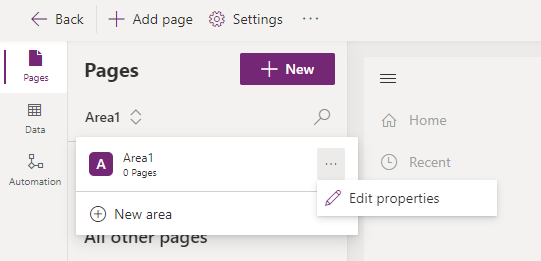 Back
Add page
Settings
Pages
New
Pages
Area1
Home
Data
A
Area1
0 Pages
Recent
Automation
Edit properties
New area
All other pages